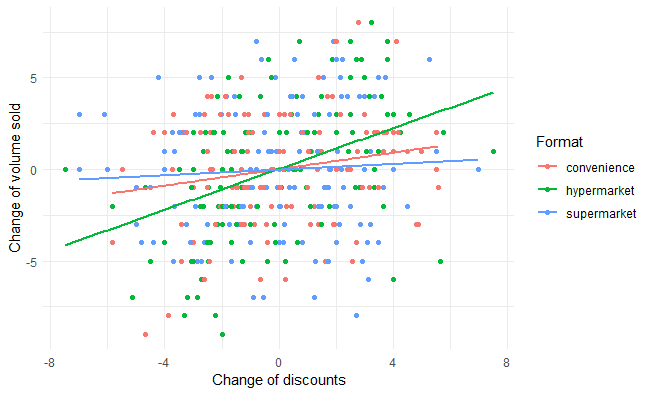 5
0
-5
Change of volume sold
-8
-4
0
4
8
Change of discounts
Format
convenience
hypermarket
supermarket